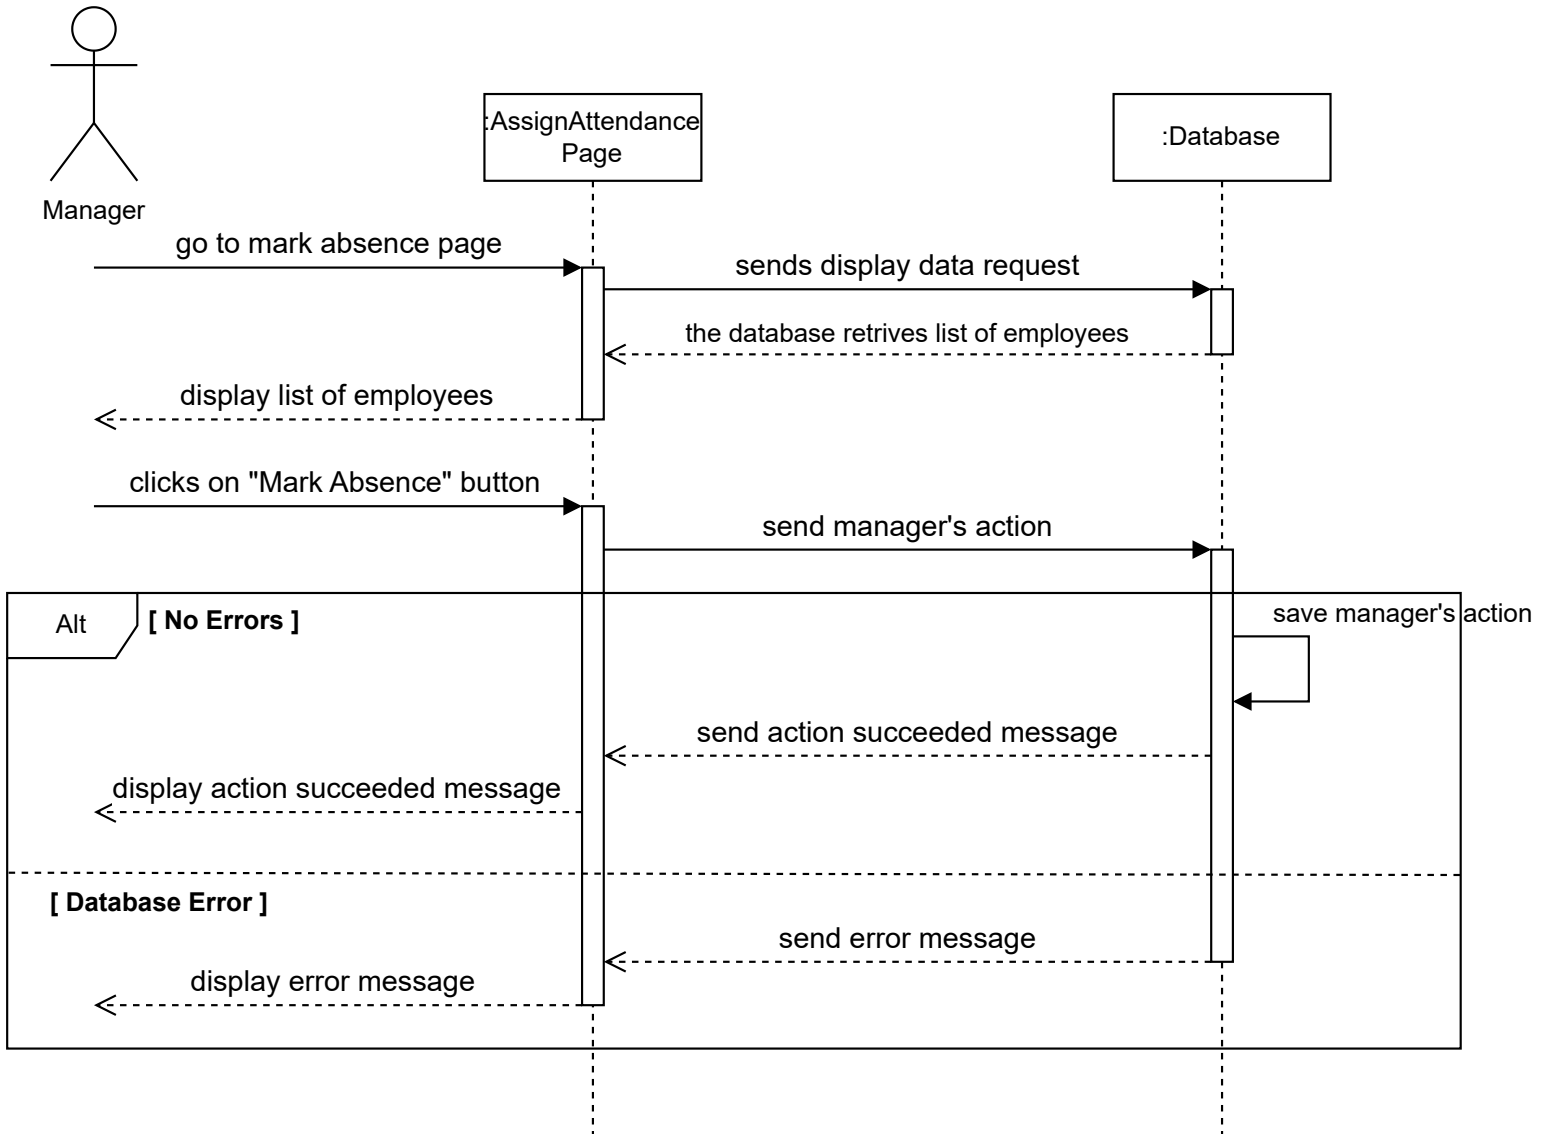 :AssignAttendance
Page
:Database
Manager
go to mark absence page
sends display data request
the database retrives list of employees
display list of employees
clicks on "Mark Absence" button
send manager's action
Alt
[ No Errors ]
save manager's action
send action succeeded message
display action succeeded message
[ Database Error ]
send error message
display error message